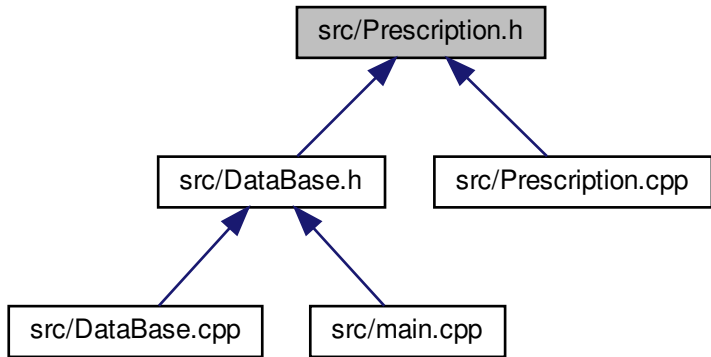 src/Prescription.h
src/DataBase.h
src/Prescription.cpp
src/DataBase.cpp
src/main.cpp